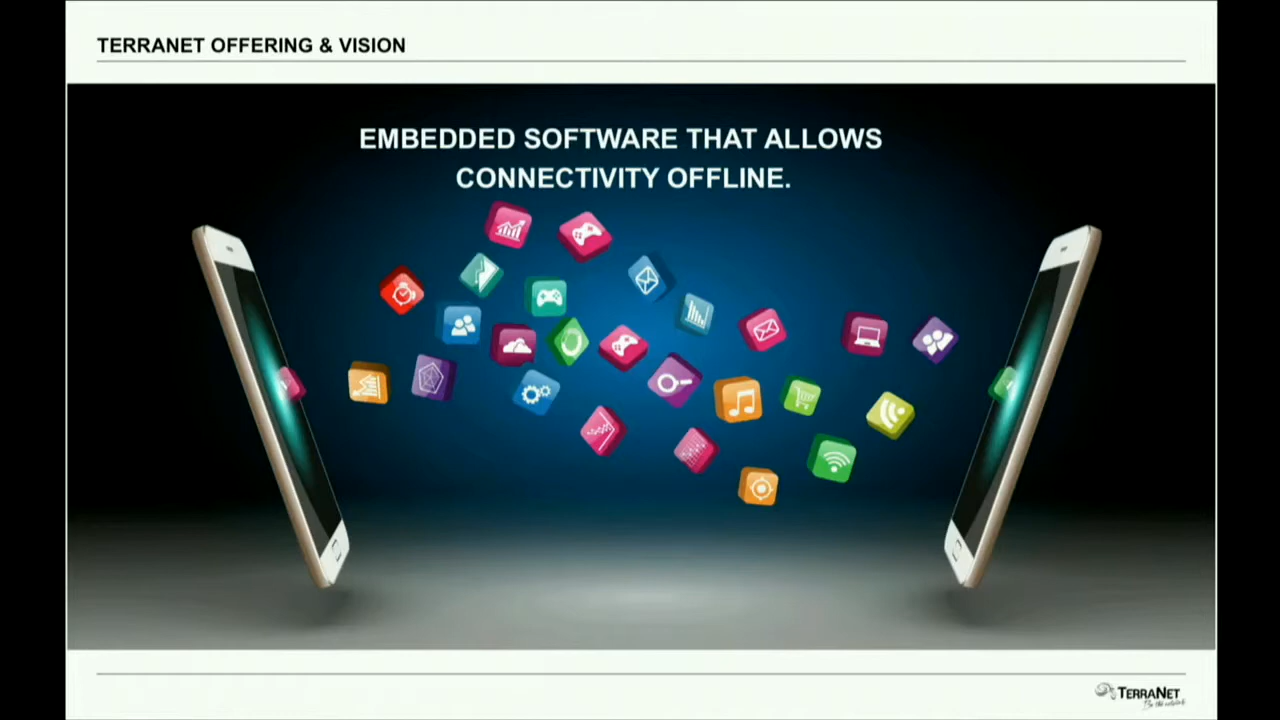 TERRANET OFFERING & VISION
EMBEDDED SOFTWARE THAT ALLOWS
CONNECTIVITY OFFLINE.
TERRANET